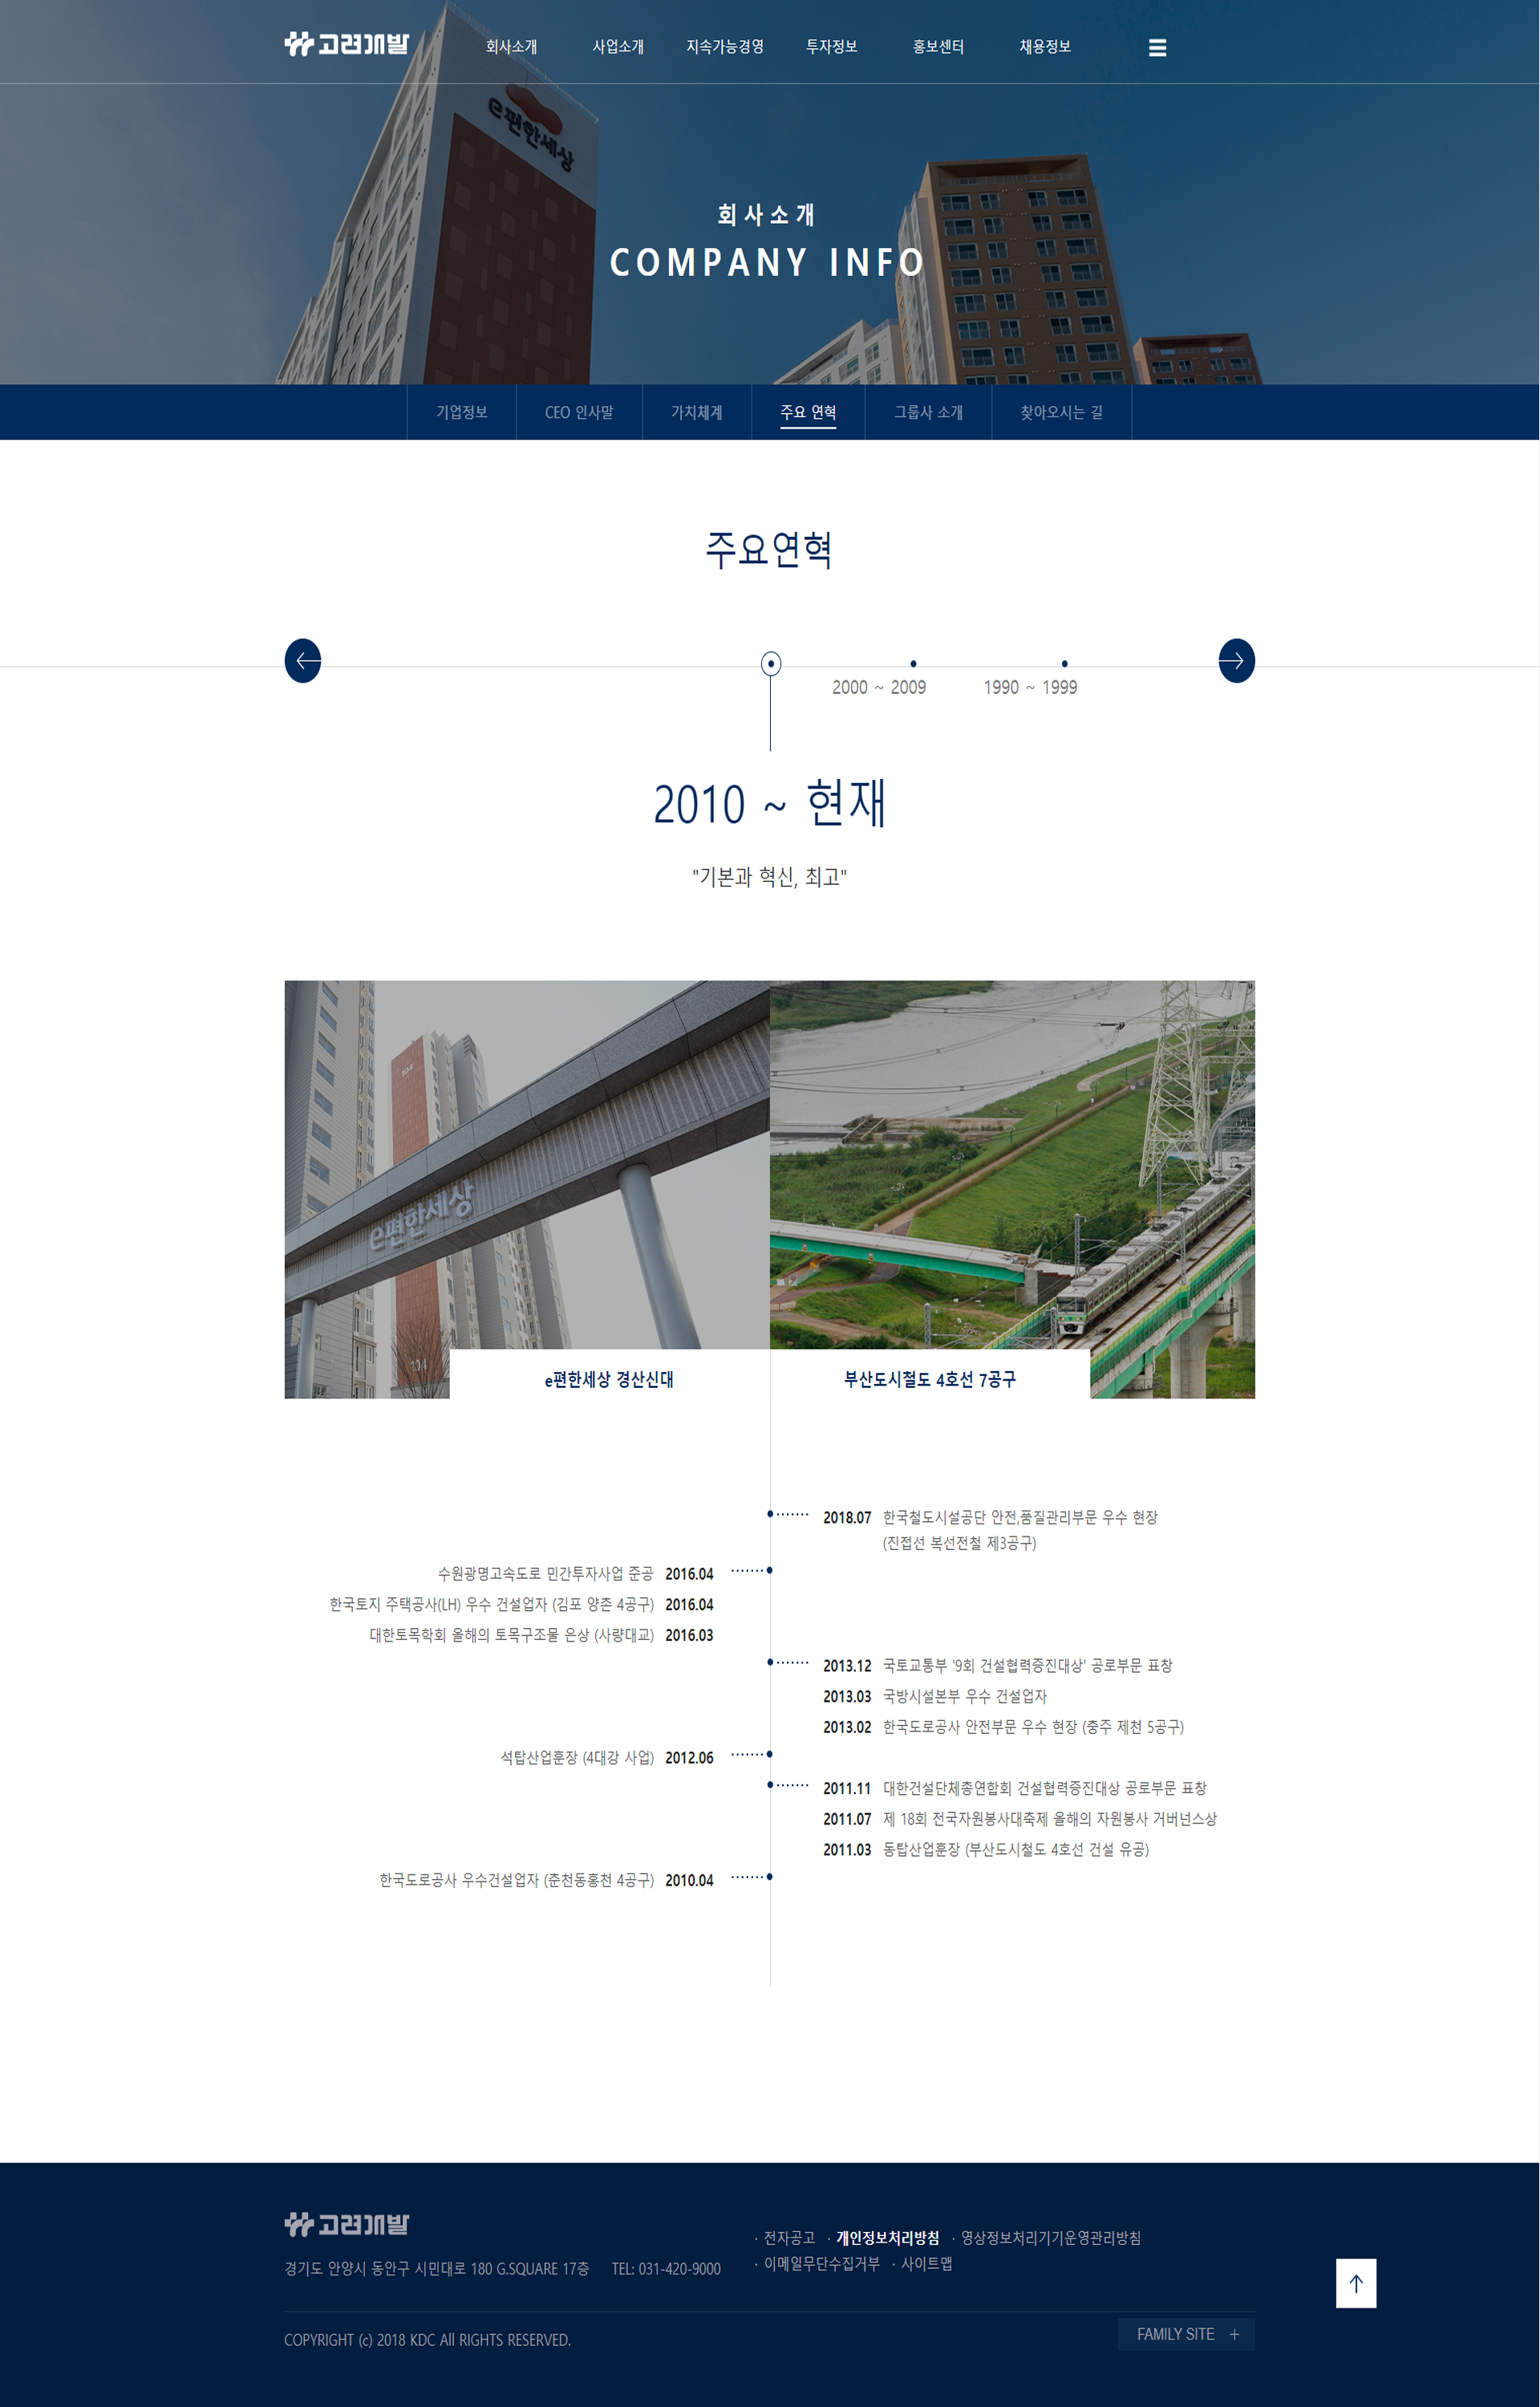 고려개발
회사소개 사업소개 지속가능경영 투자정보 홍보센터 채용정보
e편한세상
회사소개
COMPANY INFO
기업정보 CEO 인사말 가치체계 주요 연혁 그룹사 소개 찾아오시는 길
주요연혁
2000 ~ 2009 1990 ~ 1999
2010 ~ 현재
"기본과 혁신, 최고"
104
e편한세상
104
e편한세상 경산신대 부산도시철도 4호선 7공구
2018.07 한국철도시설공단 안전,품질관리부문 우수 현장
(진접선 복선전철 제3공구)
수원광명고속도로 민간투자사업 준공 2016.04
한국토지 주택공사(LH) 우수 건설업자 (김포 양촌 4공구) 2016.04
대한토목학회 올해의 토목구조물 은상 (사량대교) 2016.03
2013.12 국토교통부 '9회 건설협력증진대상' 공로부문 표창
2013.03 국방시설본부 우수 건설업자
2013.02 한국도로공사 안전부문 우수 현장 (충주 제천 5공구)
석탑산업훈장 (4대강 사업) 2012.06
2011.11 대한건설단체총연합회 건설협력증진대상 공로부문 표창
2011.07 제 18회 전국자원봉사대축제 올해의 자원봉사 거버넌스상
2011.03 동탑산업훈장 (부산도시철도 4호선 건설 유공)
한국도로공사 우수건설업자 (춘천동홍천 4공구) 2010.04
고려개발
· 전자공고 · 개인정보처리방침 · 영상정보처리기기운영관리방침
· 이메일무단수집거부 · 사이트맵
경기도 안양시 동안구 시민대로 180 G.SQUARE 17층 TEL: 031-420-9000
COPYRIGHT (c) 2018 KDC All RIGHTS RESERVED.
FAMILY SITE +